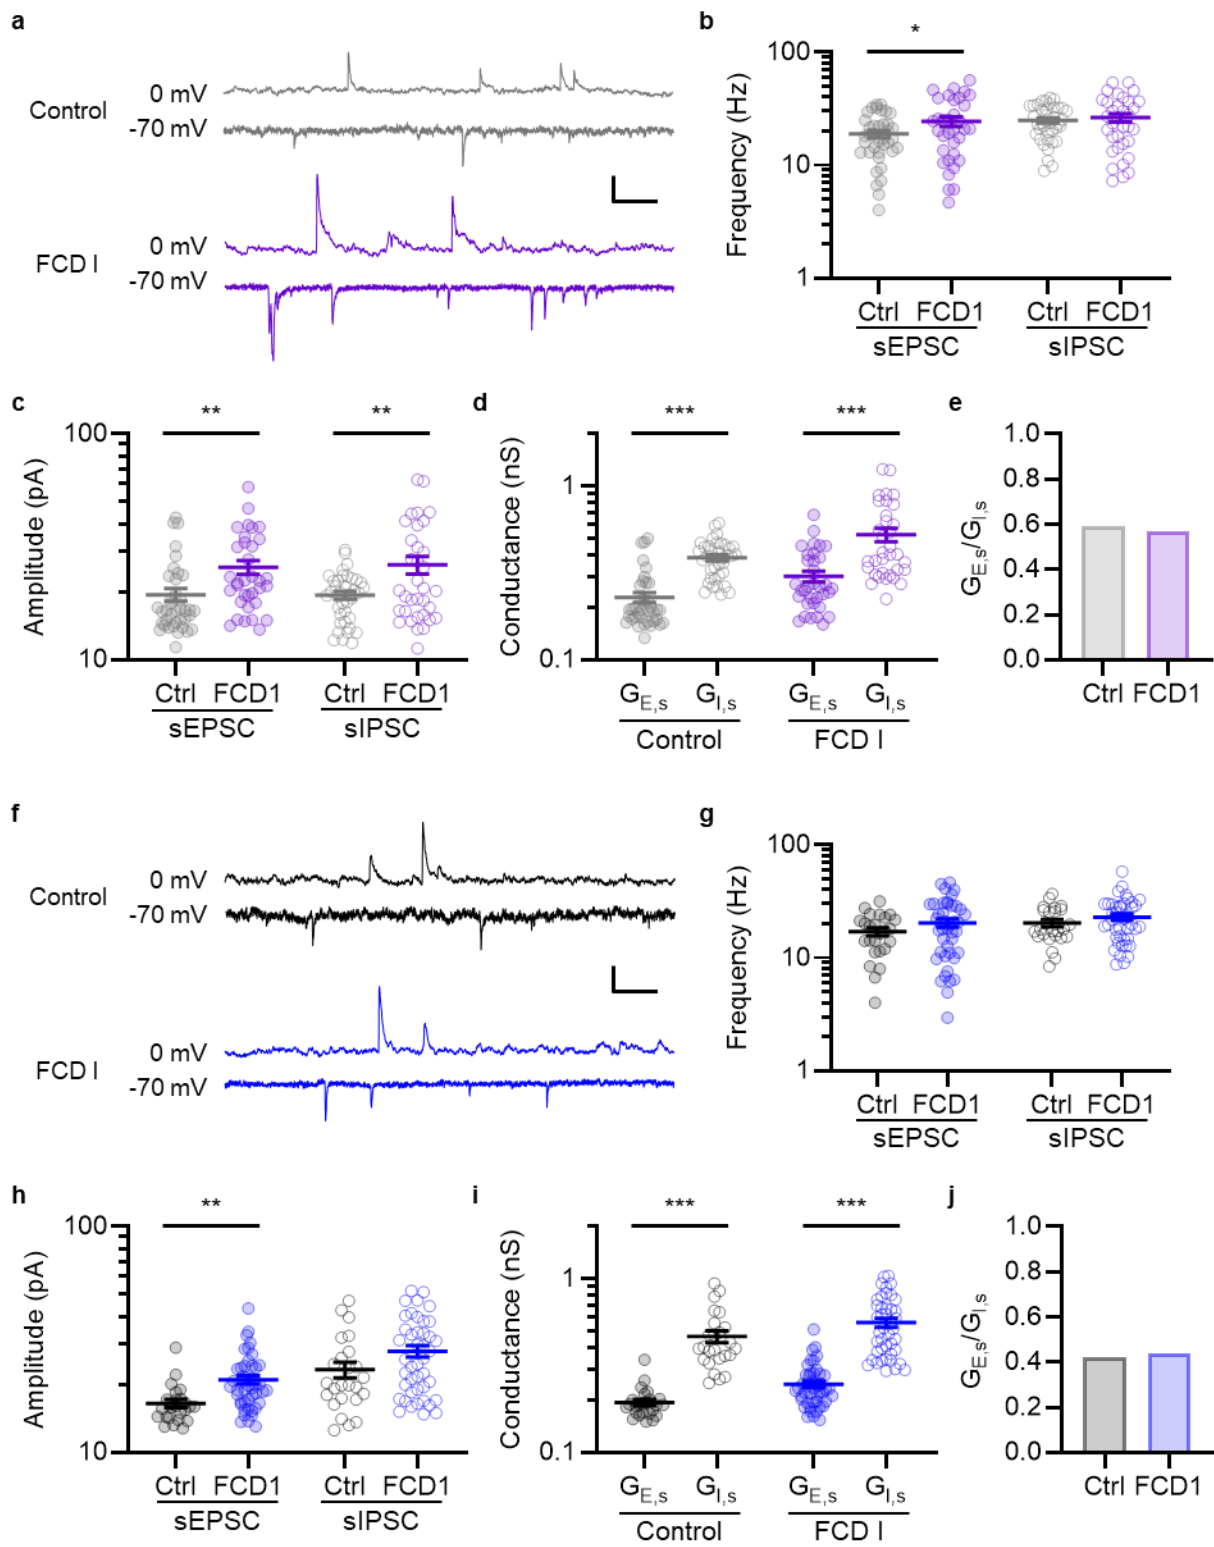 a
Control
0 mV
-70 mV
FCD I
0 mV
-70 mV
b
*
Frequency (Hz)
100
10
1
Ctrl FCD1 Ctrl FCD1
sEPSC sIPSC
c
** **
Amplitude (pA)
100
10
Ctrl FCD1 Ctrl FCD1
sEPSC sIPSC
d
*** ***
Conductance (nS)
1
0.1
GE,s GI,s GE,s GI,s
Control FCD I
e
GE,s/GI,s
1.0
0.8
0.6
0.4
0.2
0.0
Ctrl FCD1
f
Control
0 mV
-70 mV
FCD I
0 mV
-70 mV
g
Frequency (Hz)
100
10
1
Ctrl FCD1 Ctrl FCD1
sEPSC sIPSC
h
**
Amplitude (pA)
100
10
Ctrl FCD1 Ctrl FCD1
sEPSC sIPSC
i
*** ***
Conductance (nS)
1
0.1
GE,s GI,s GE,s GI,s
Control FCD I
j
GE,s/GI,s
1.0
0.8
0.6
0.4
0.2
0.0
Ctrl FCD1